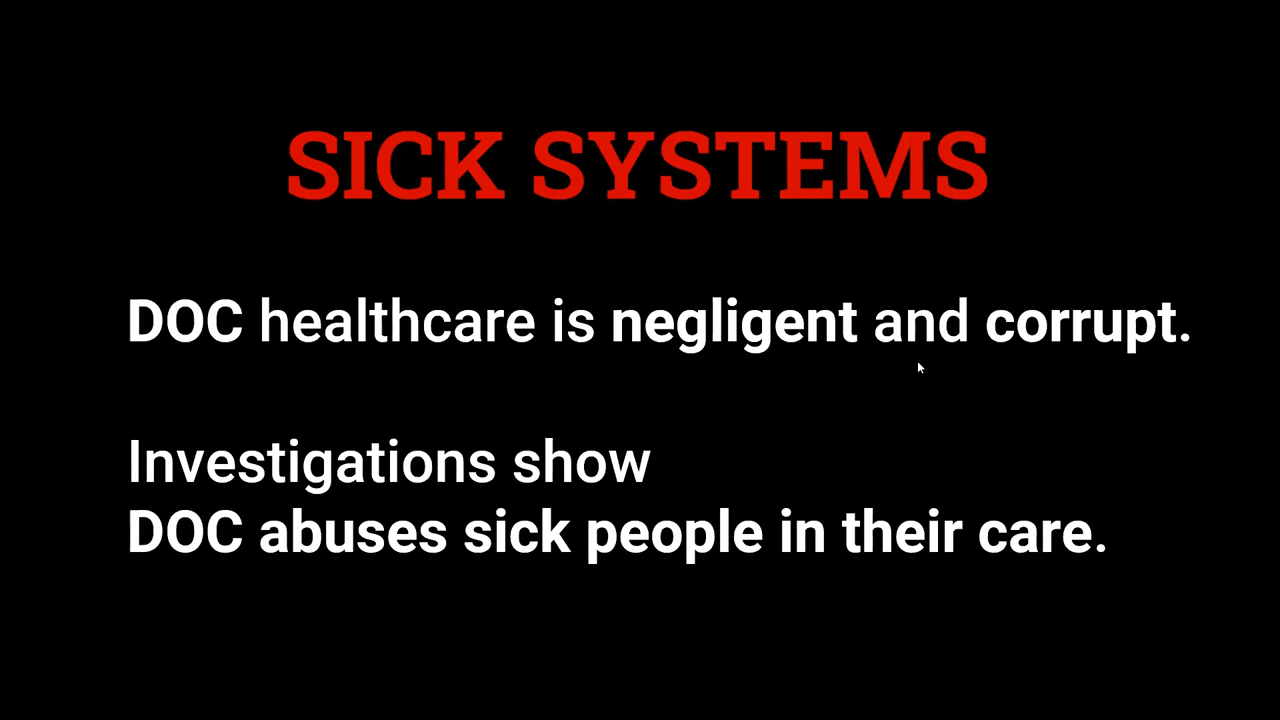 SICK SYSTEMS
DOC healthcare is negligent and corrupt.
Investigations show
DOC abuses sick people in their care.